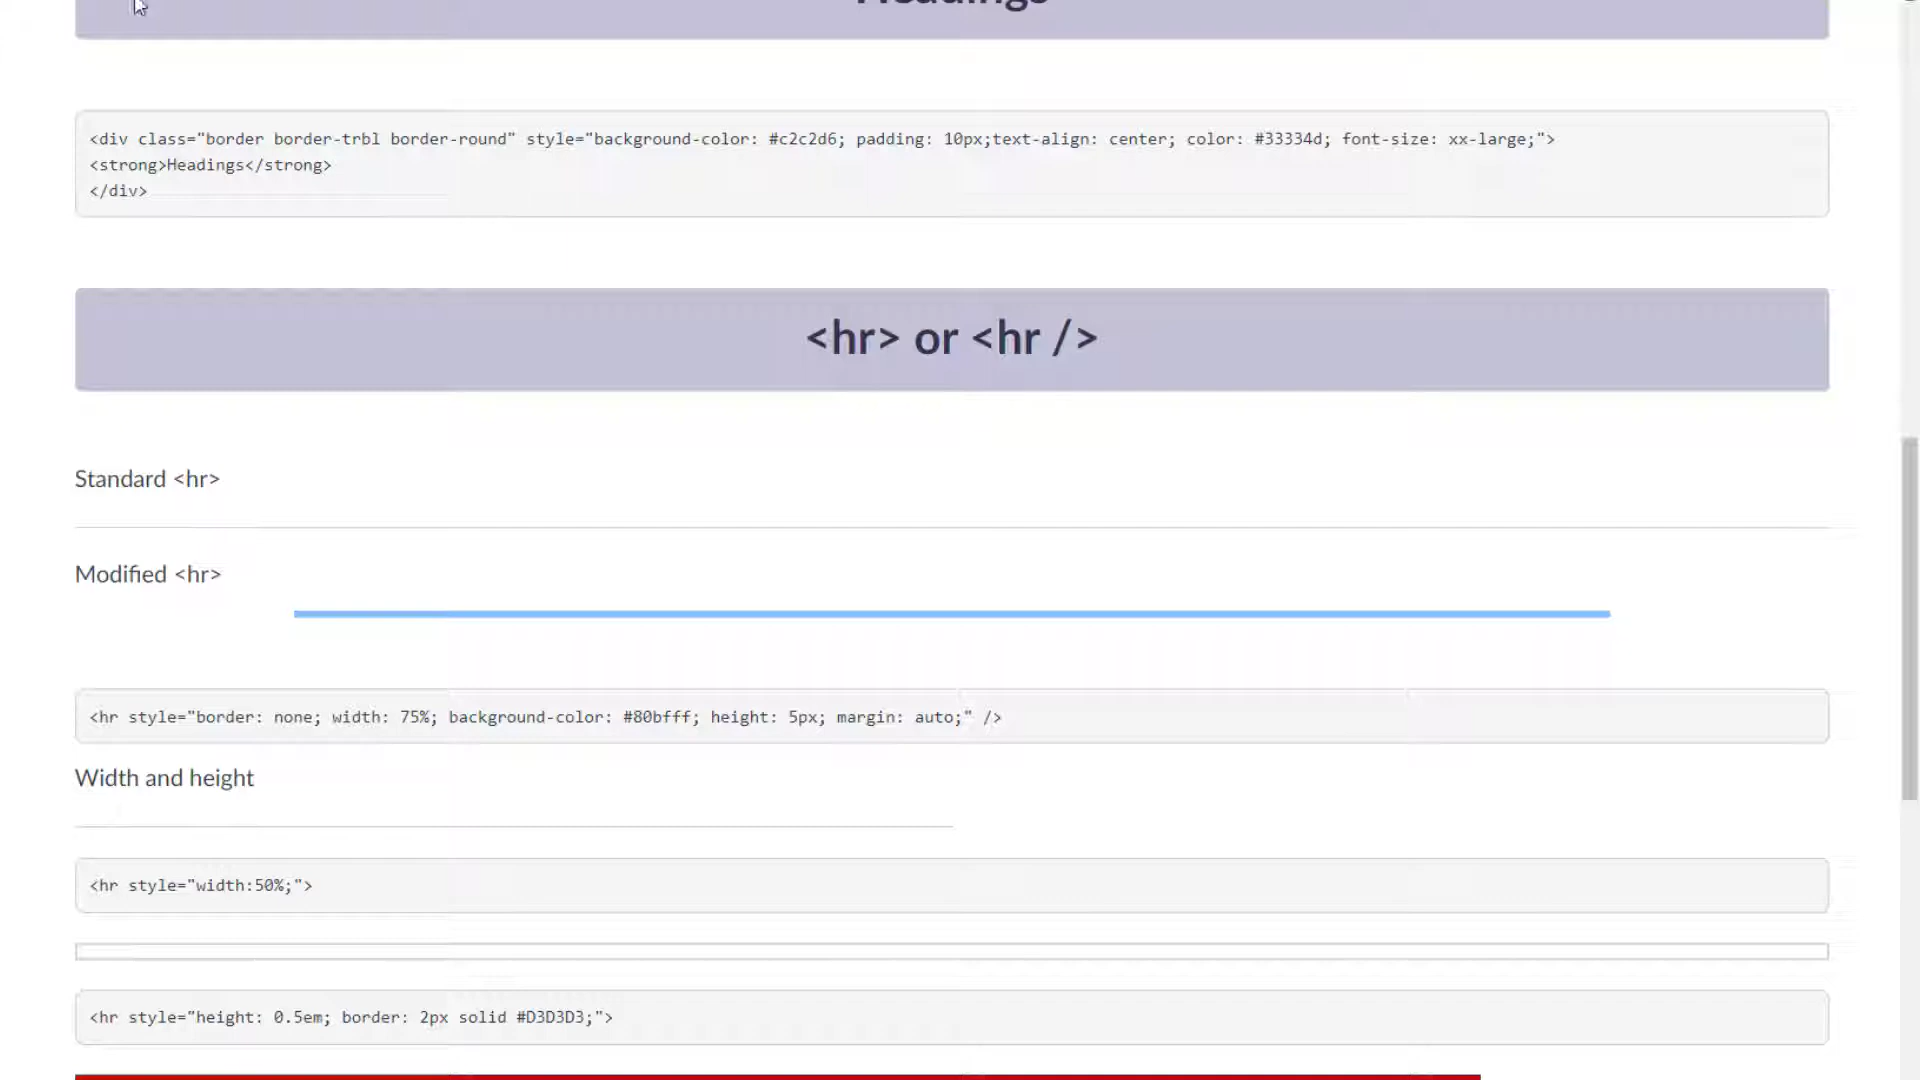 Headings
<div class="border border-trbl border-round" style="background-color: #c2c2d6; padding: 10px;text-align: center; color: #33334d; font-size: xx-large;">
<strong>Headings</strong>
</div>
<hr> or <hr />
Standard <hr>
Modified <hr>
<hr style="border: none; width: 75%; background-color: #80bfff; height: 5px; margin: auto;" />
Width and height
<hr style="width:50%;">
<hr style="height: 0.5em; border: 2px solid #D3D3D3;">